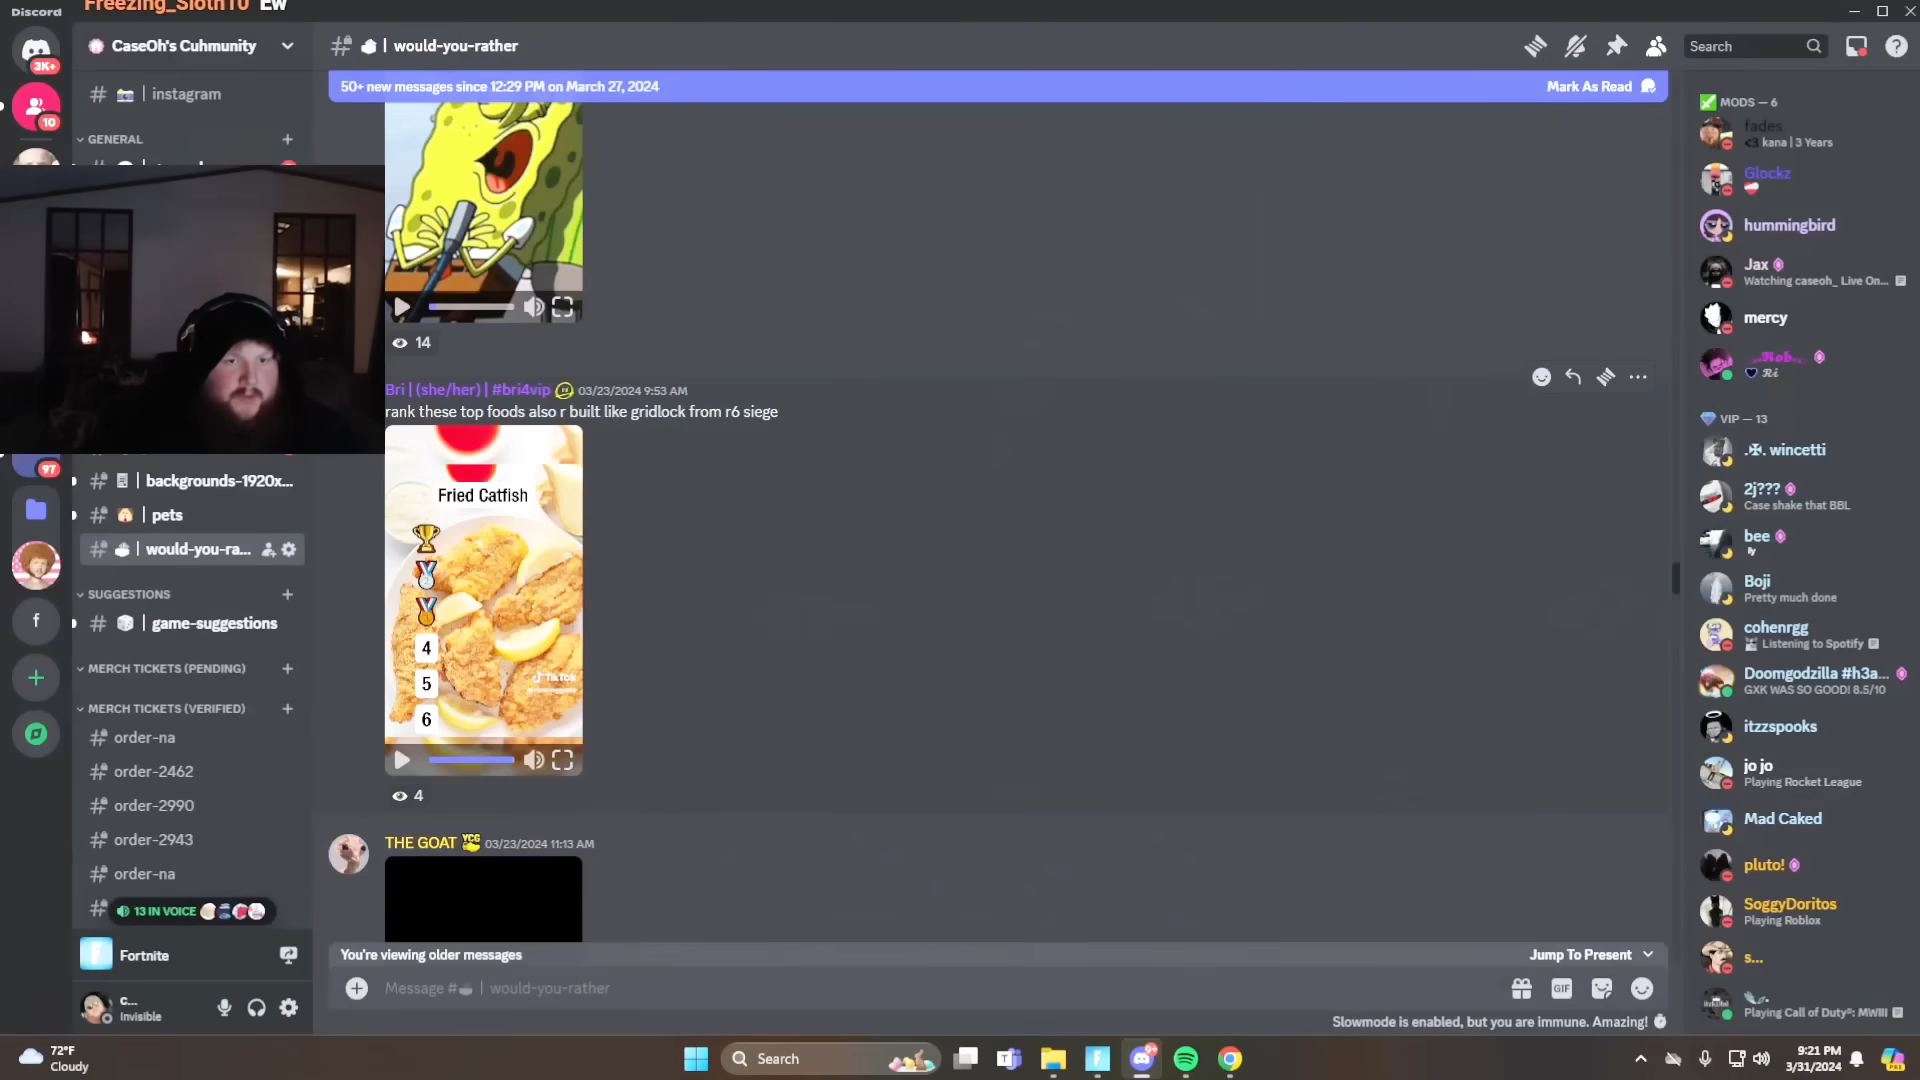 Freezing_Sloth10 Ew
Discord
3K+
10
97
f
CaseOh's Cuhmunity
# | instagram
GENERAL
backgrounds-1920x...
pets
would-you-ra...
SUGGESTIONS
game-suggestions
MERCH TICKETS (PENDING)
MERCH TICKETS (VERIFIED)
order-na
order-2462
order-2990
order-2943
order-na
13 IN VOICE
Fortnite
c...
Invisible
| would-you-rather
Search
50+ new messages since 12:29 PM on March 27, 2024
Mark As Read
14
Bri | (she/her) | #bri4vip 03/23/2024 9:53 AM
rank these top foods also r built like gridlock from r6 siege
Fried Catfish
4
5
6
TikTok
4
THE GOAT YCG 03/23/2024 11:13 AM
You're viewing older messages
Jump To Present
Message # | would-you-rather
GIF
Slowmode is enabled, but you are immune. Amazing!
MODS — 6
fades
<3 kana | 3 Years
Glockz
hummingbird
Jax
Watching caseoh_ Live On...
mercy
VIP — 13
.✠. wincetti
2j???
Case shake that BBL
bee
ily
Boji
Pretty much done
cohenrgg
Listening to Spotify
Doomgodzilla #h3a...
GXK WAS SO GOOD! 8.5/10
itzzspooks
jo jo
Playing Rocket League
Mad Caked
pluto!
SoggyDoritos
Playing Roblox
s...
Playing Call of Duty®: MWIII
72°F
Cloudy
Search
9+
9:21 PM
3/31/2024